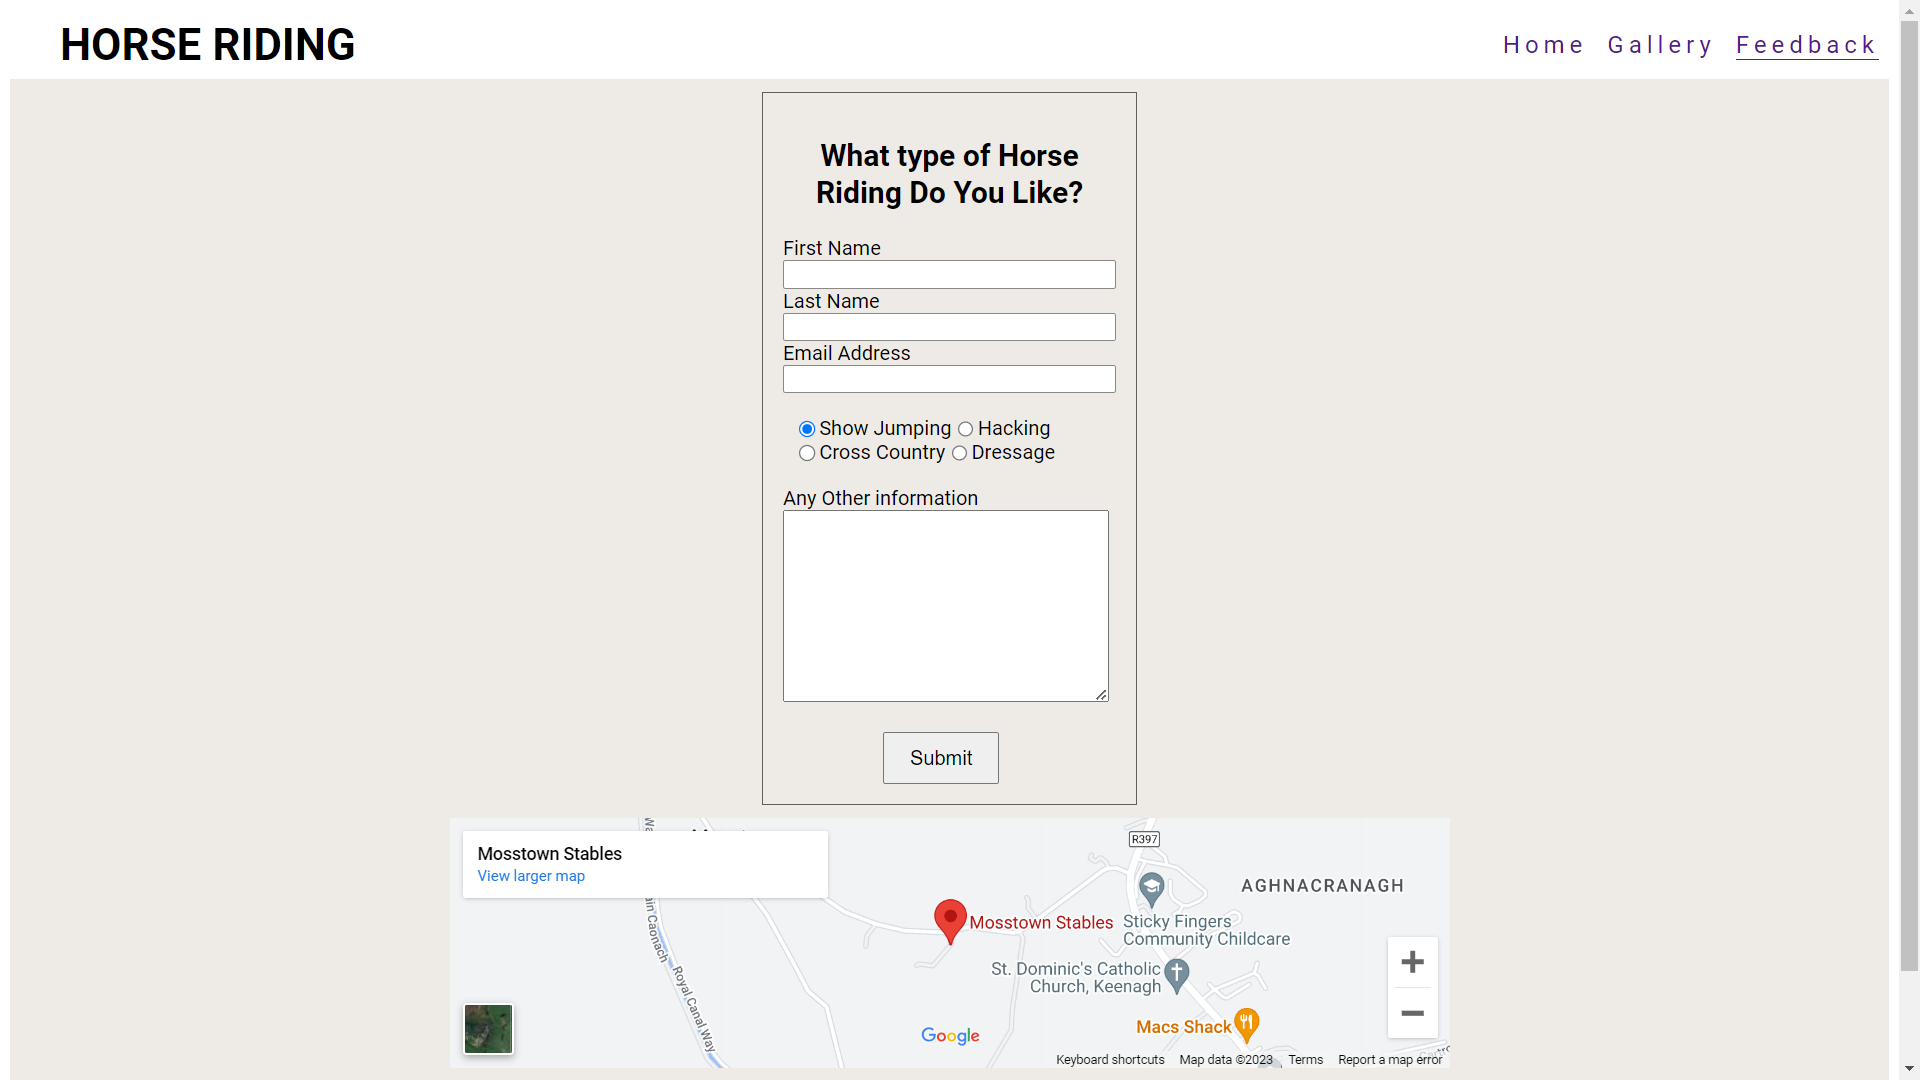 HORSE RIDING
Home Gallery Feedback
What type of Horse
Riding Do You Like?
First Name
Last Name
Email Address
Show Jumping Hacking
Cross Country Dressage
Any Other information
Submit
Mosstown Stables
View larger map
R397
AGHNACRANAGH
Mosstown Stables
Sticky Fingers
Community Childcare
St. Dominic's Catholic
Church, Keenagh
Macs Shack
Caonach
Royal Canal Way
Google
Keyboard shortcuts Map data ©2023 Terms Report a map error